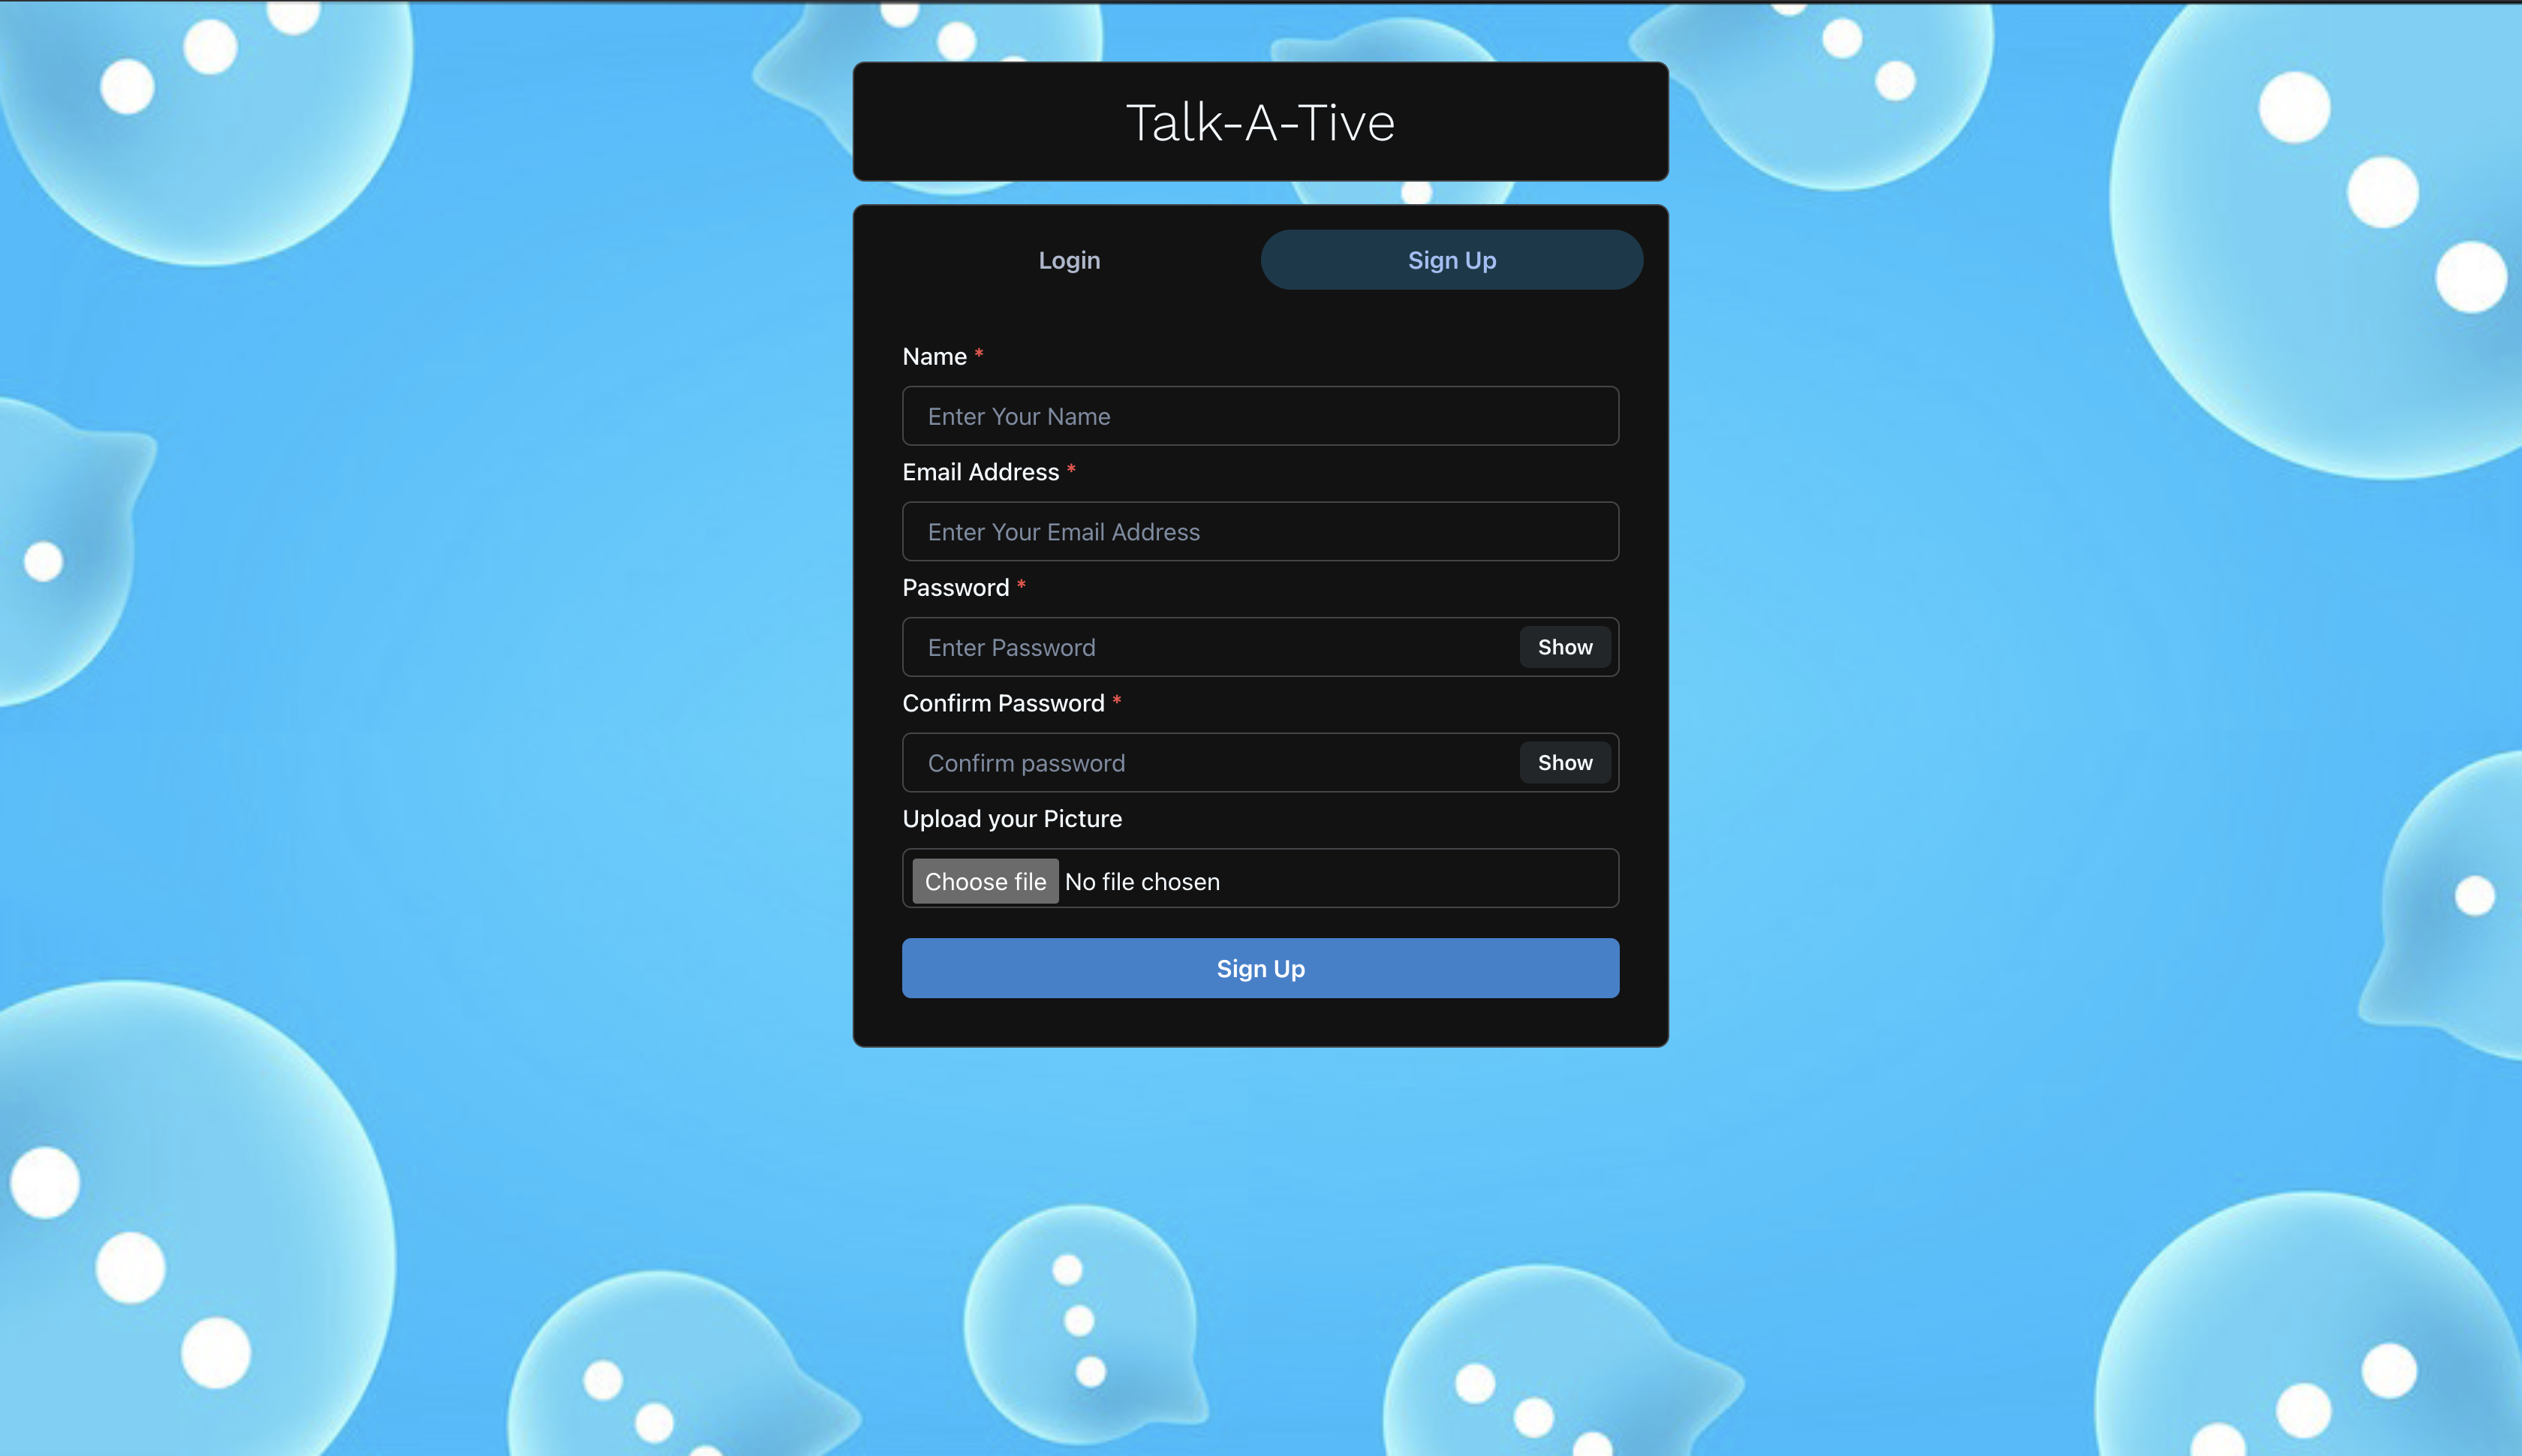 Talk-A-Tive
Login
Sign Up
Name *
Enter Your Name
Email Address *
Enter Your Email Address
Password *
Enter Password
Show
Confirm Password *
Confirm password
Show
Upload your Picture
Choose file No file chosen
Sign Up